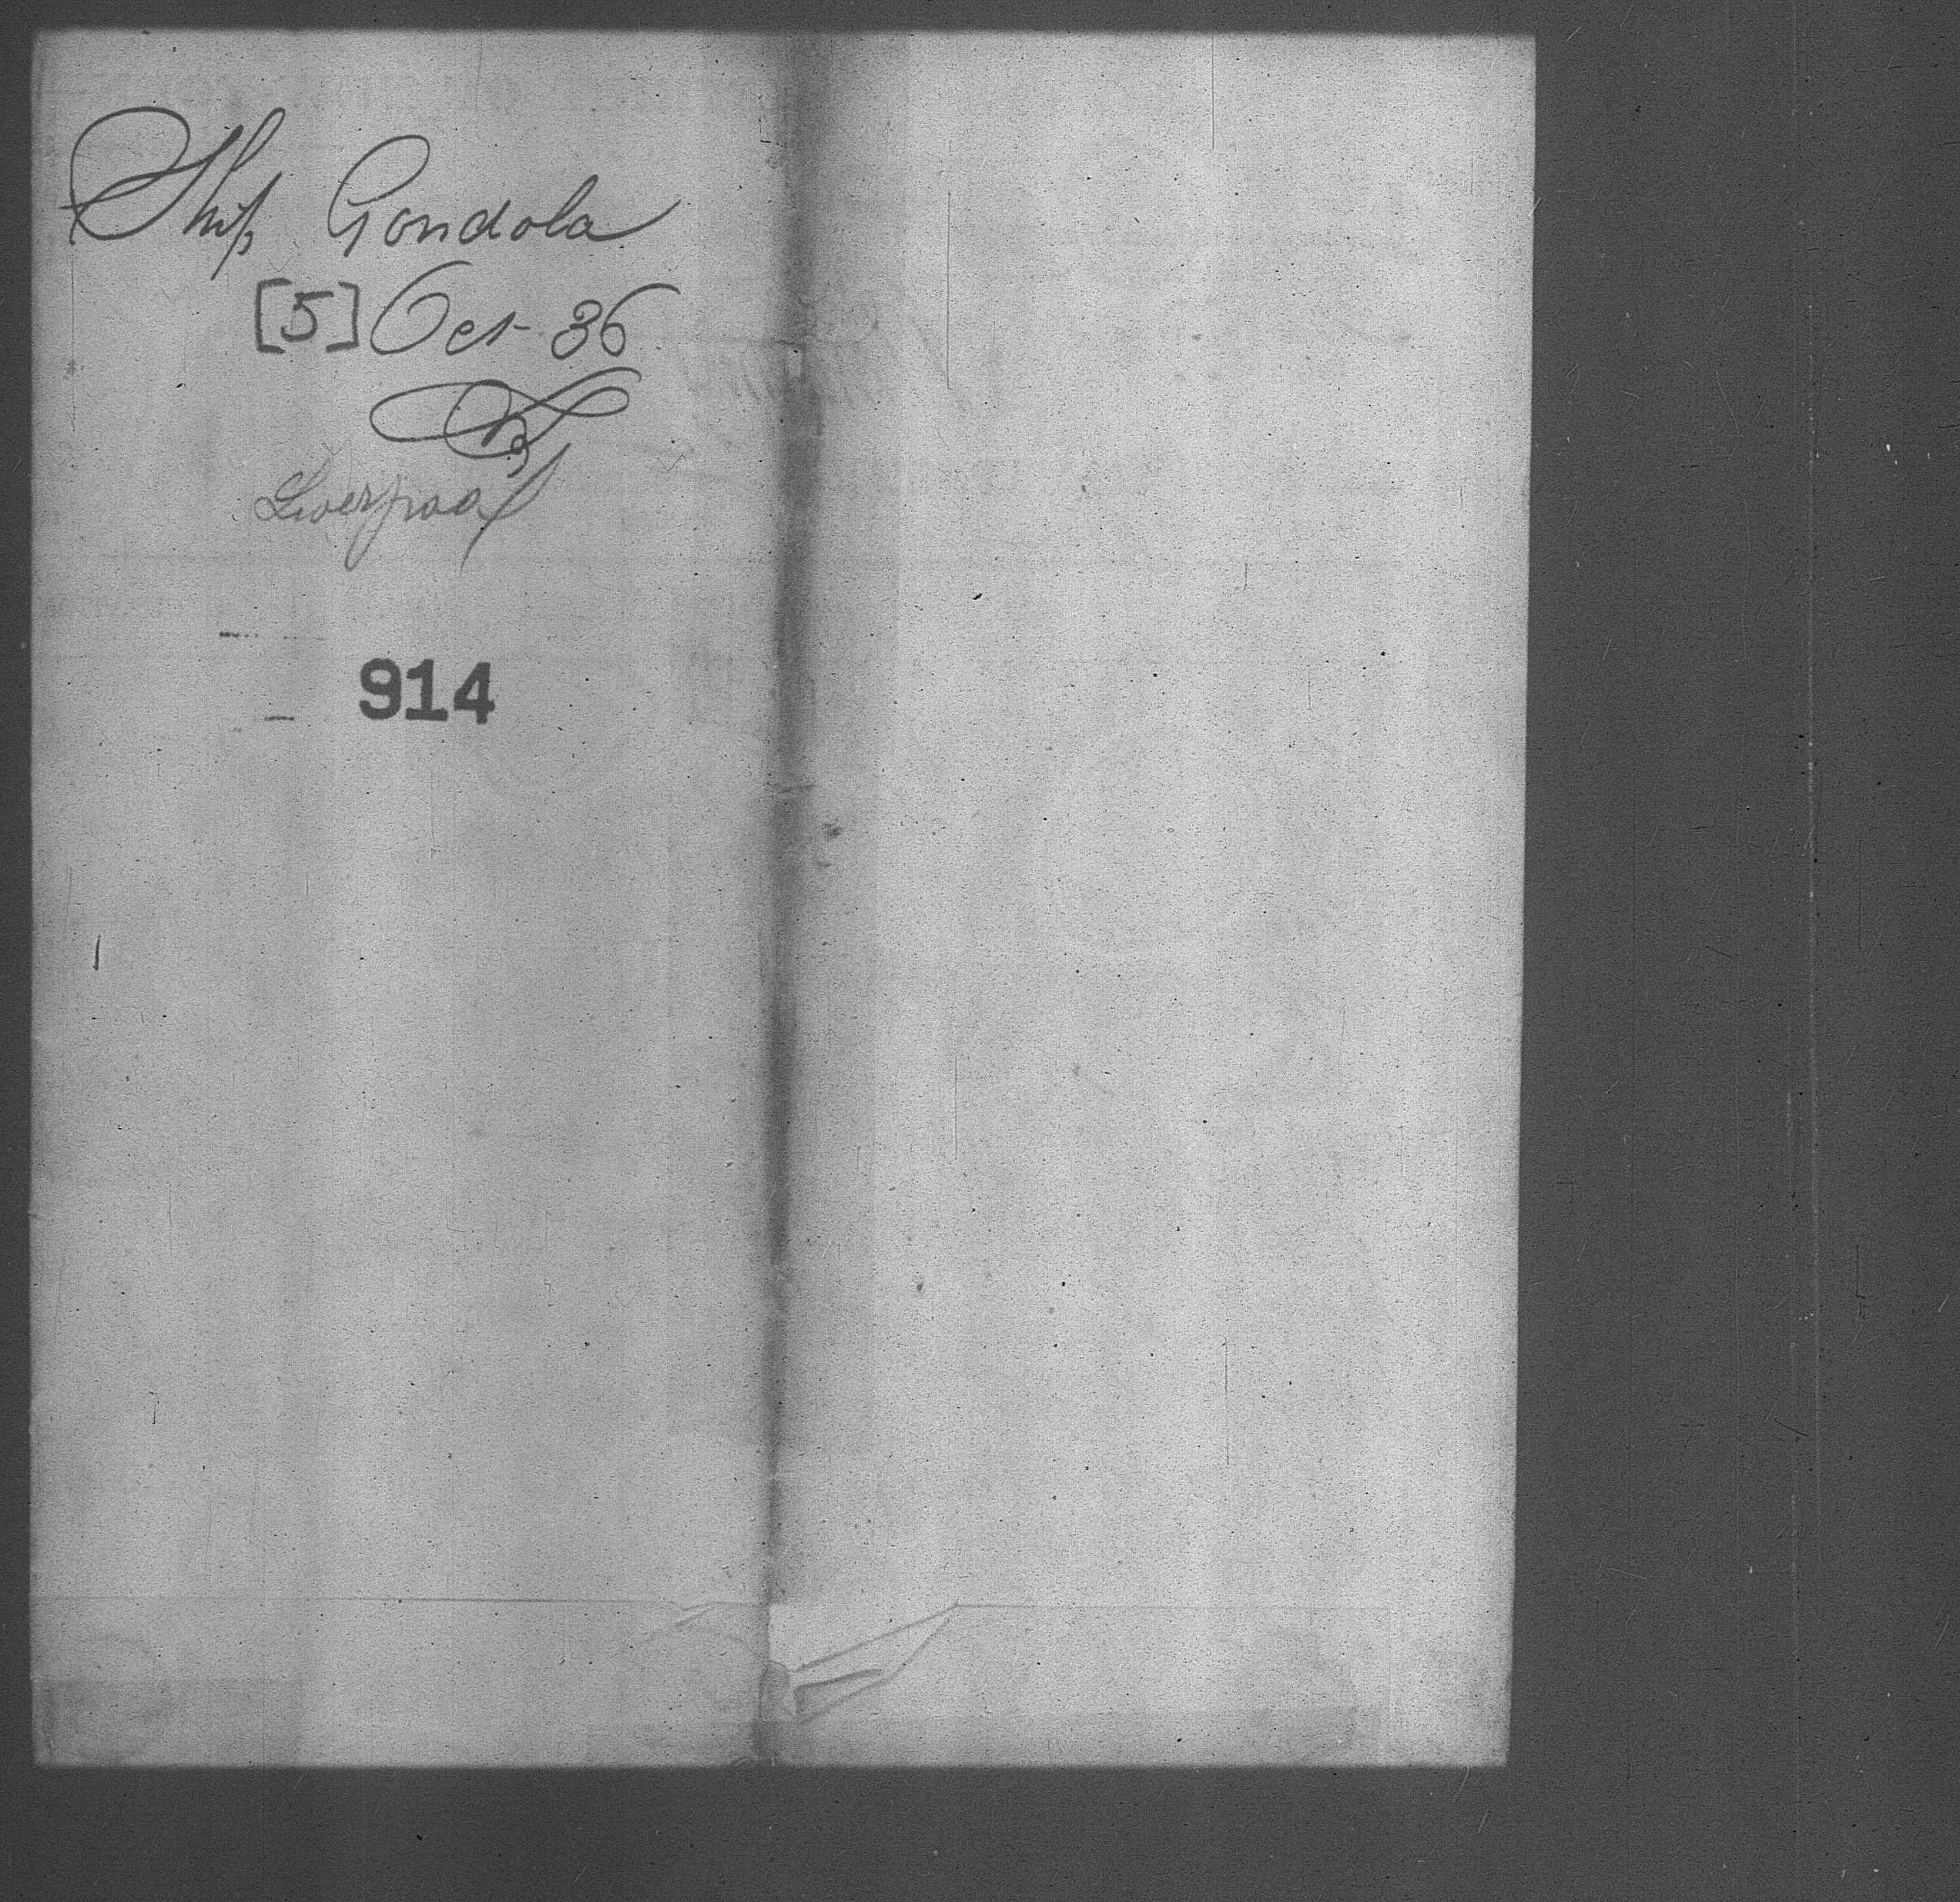 Ship Gondola
[5] Oct 36
Liverpool
914